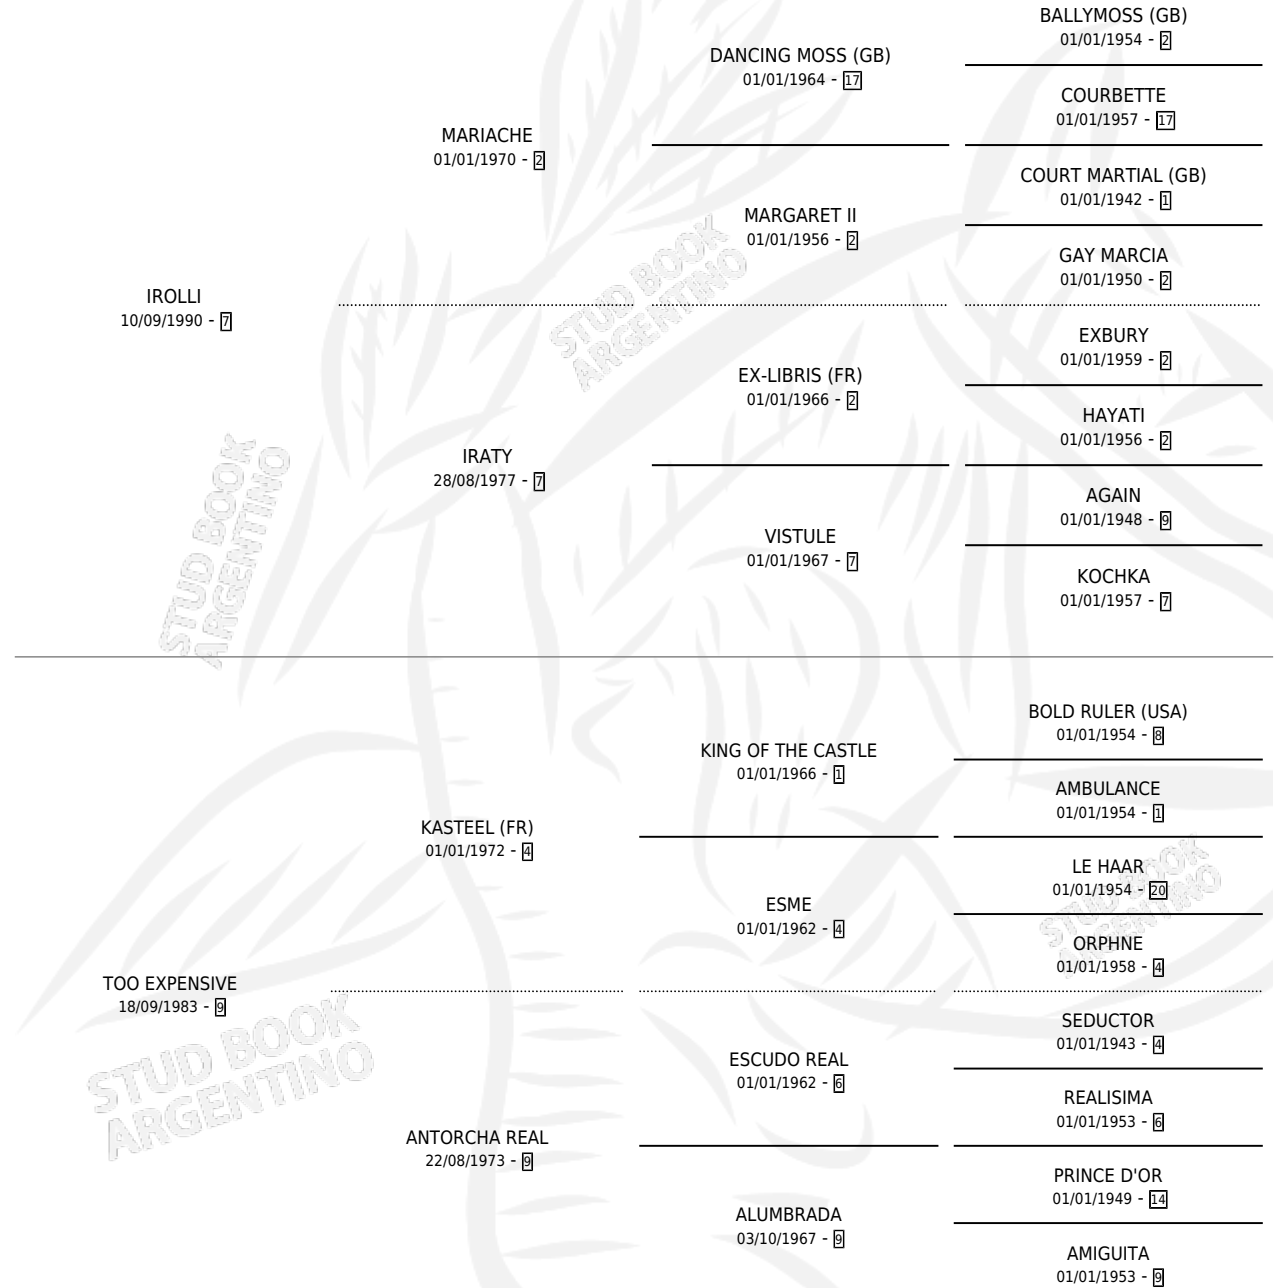 BALLYMOSS (GB)
01/01/1954 - 2
DANCING MOSS (GB)
01/01/1964 - 17
COURBETTE
01/01/1957 - 17
MARIACHE
01/01/1970 - 2
COURT MARTIAL (GB)
01/01/1942 - 1
MARGARET II
01/01/1956 - 2
GAY MARCIA
01/01/1950 - 2
IROLLI
10/09/1990 - 7
EXBURY
01/01/1959 - 2
EX-LIBRIS (FR)
01/01/1966 - 2
HAYATI
01/01/1956 - 2
IRATY
28/08/1977 - 7
AGAIN
01/01/1948 - 9
VISTULE
01/01/1967 - 7
KOCHKA
01/01/1957 - 7
STUD BOOK
ARGENTINO
STUD BOOK
ARGENTINO
BOLD RULER (USA)
01/01/1954 - 8
KING OF THE CASTLE
01/01/1966 - 1
AMBULANCE
01/01/1954 - 1
KASTEEL (FR)
01/01/1972 - 4
LE HAAR
01/01/1954 - 20
ESME
01/01/1962 - 4
ORPHNE
01/01/1958 - 4
TOO EXPENSIVE
18/09/1983 - 9
SEDUCTOR
01/01/1943 - 4
ESCUDO REAL
01/01/1962 - 6
REALISIMA
01/01/1953 - 6
ANTORCHA REAL
22/08/1973 - 9
PRINCE D'OR
01/01/1949 - 14
ALUMBRADA
03/10/1967 - 9
AMIGUITA
01/01/1953 - 9
STUD BOOK
ARGENTINO
STUD BOOK
ARGENTINO